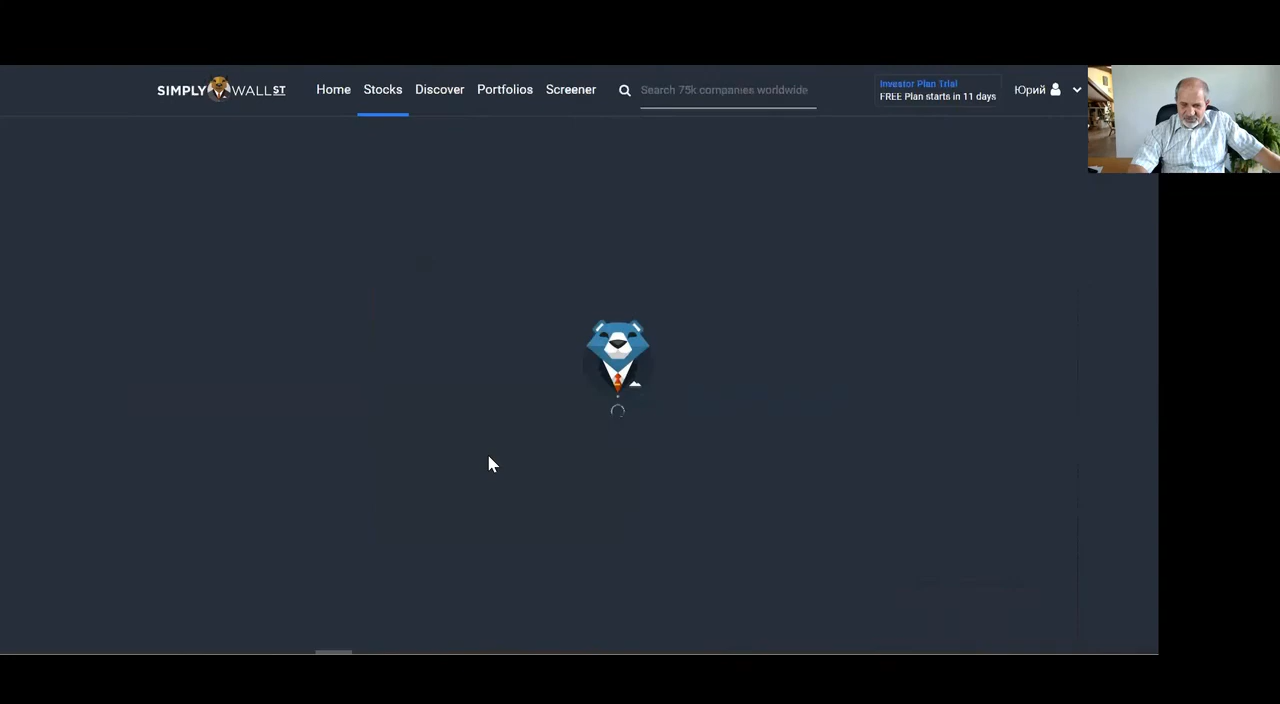 SIMPLY WALL ST
Home Stocks Discover Portfolios Screener
Search 75k companies worldwide
Investor Plan Trial
FREE Plan starts in 11 days
Юрий